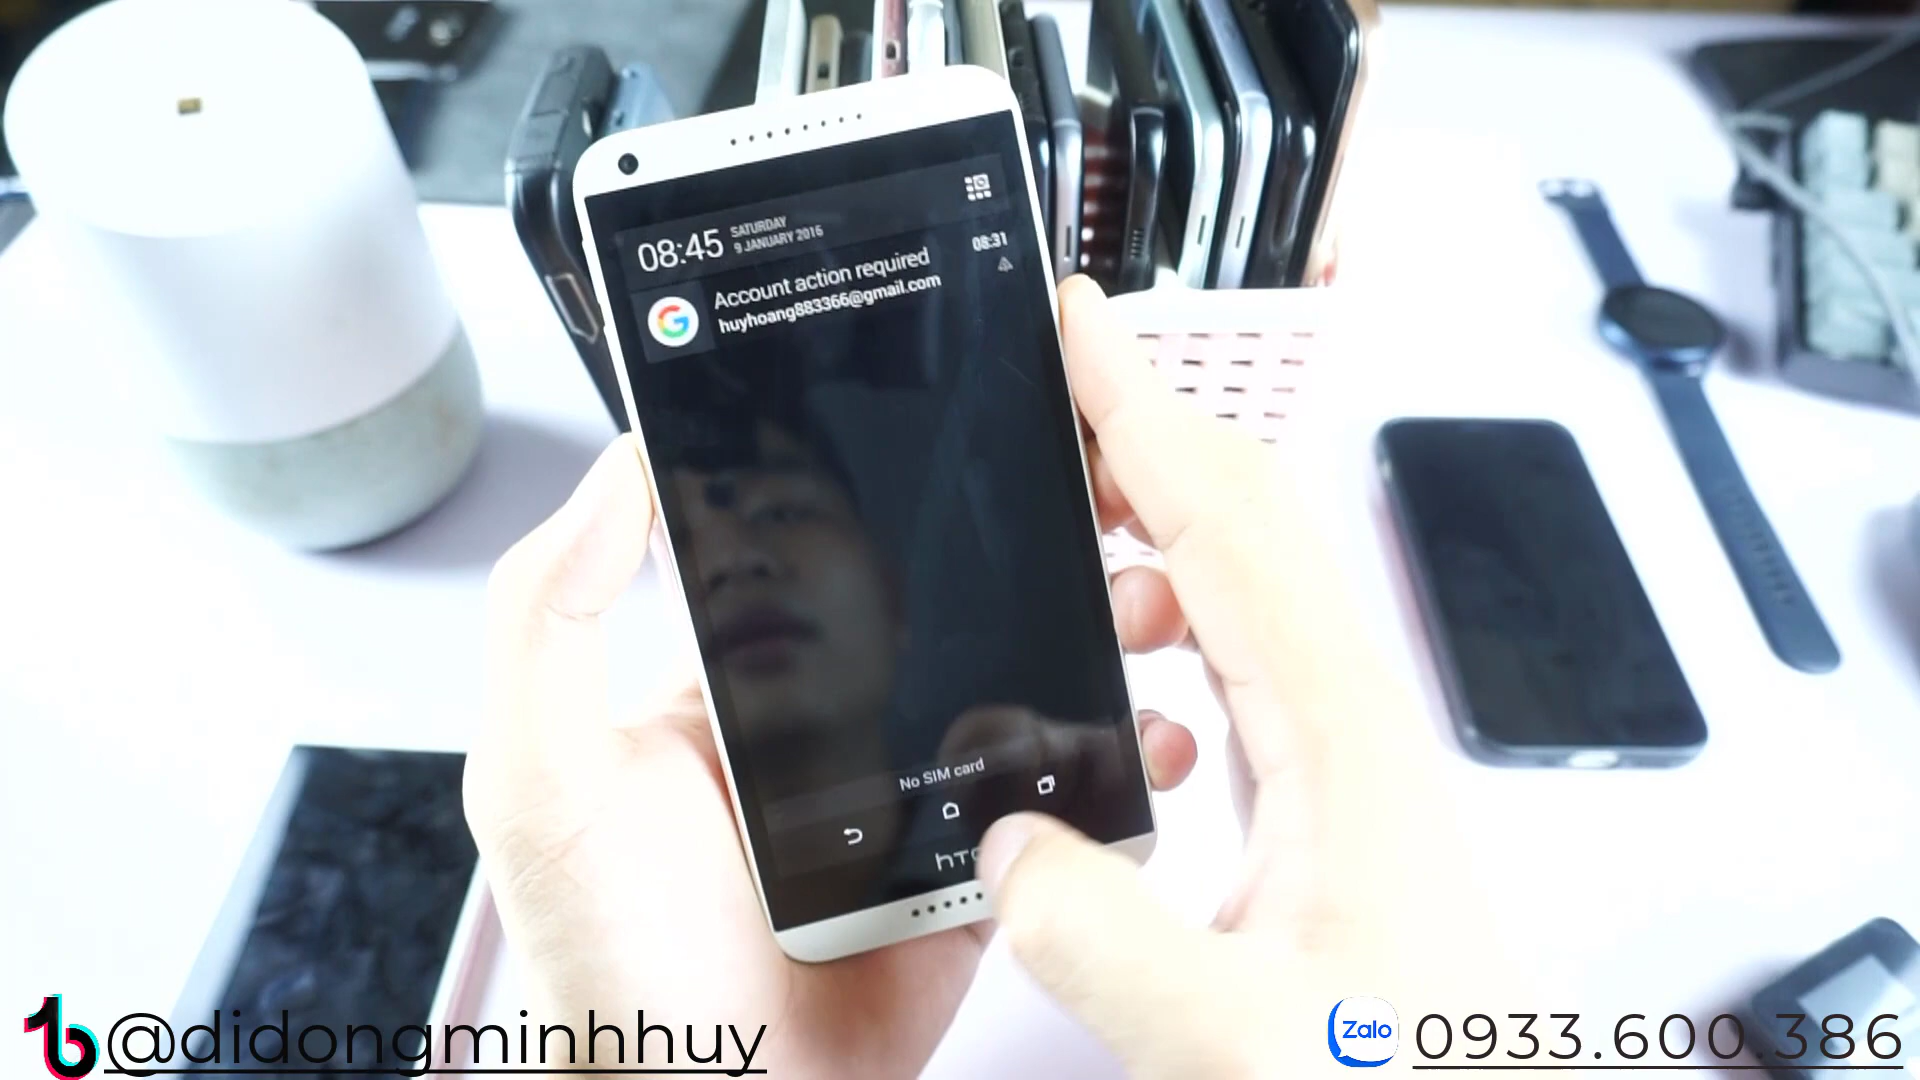 08:45
SATURDAY
9 JANUARY 2016
08:31
Account action required
huyhoang883366@gmail.com
No SIM card
hTC
@didongminhhuy
Zalo
0933.600.386